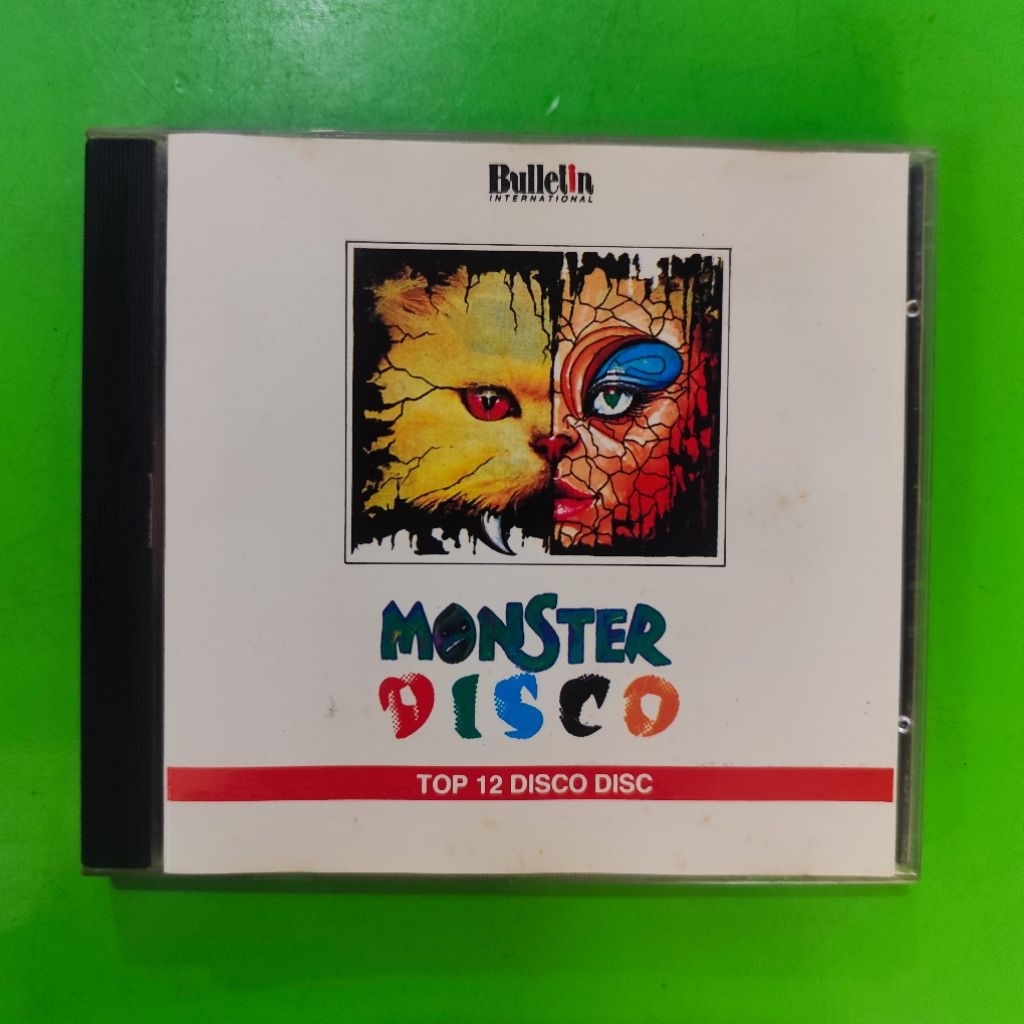 Bulletin
INTERNATIONAL
MONSTER
DISCO
TOP 12 DISCO DISC